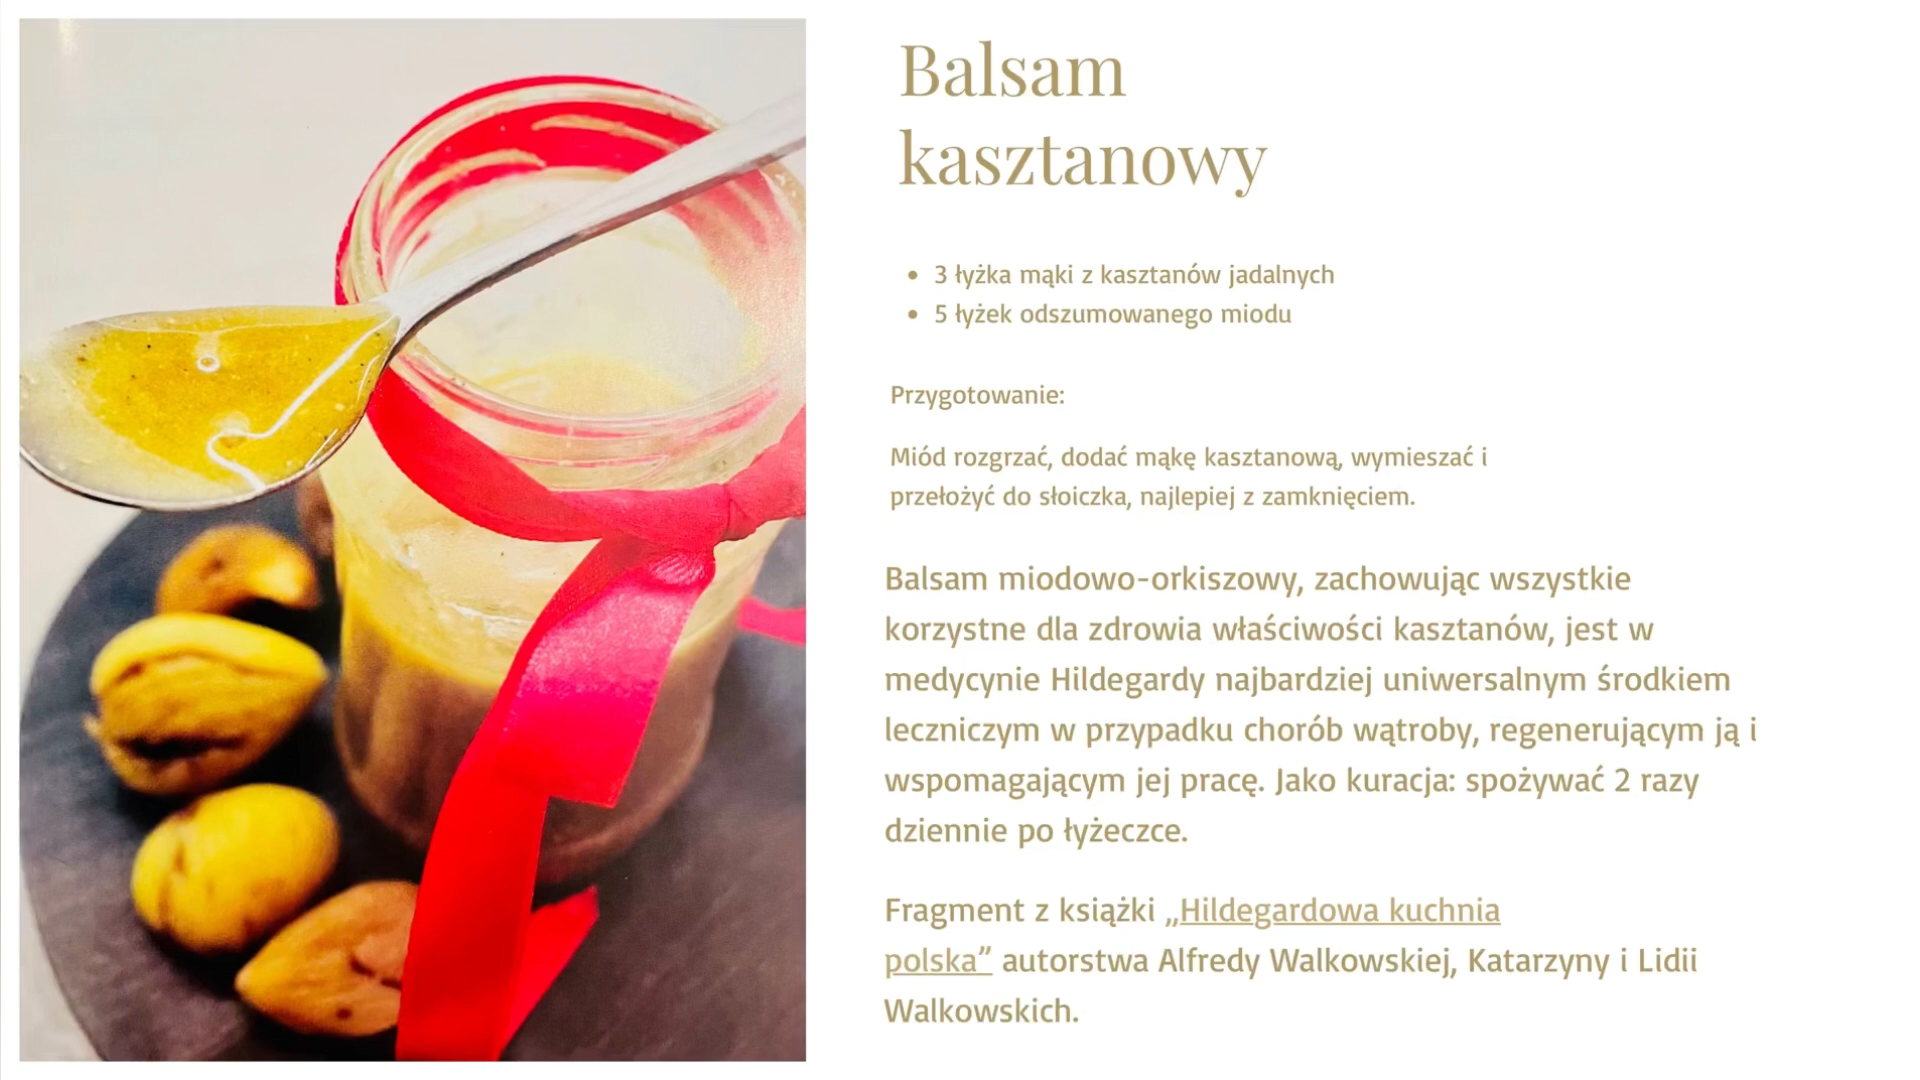 Balsam
kasztanowy
• 3 łyżka mąki z kasztanów jadalnych
• 5 łyżek odszumowanego miodu
Przygotowanie:
Miód rozgrzać, dodać mąkę kasztanową, wymieszać i
przełożyć do słoiczka, najlepiej z zamknięciem.
Balsam miodowo-orkiszowy, zachowując wszystkie
korzystne dla zdrowia właściwości kasztanów, jest w
medycynie Hildegardy najbardziej uniwersalnym środkiem
leczniczym w przypadku chorób wątroby, regenerującym ją i
wspomagającym jej pracę. Jako kuracja: spożywać 2 razy
dziennie po łyżeczce.
Fragment z książki „Hildegardowa kuchnia
polska” autorstwa Alfredy Walkowskiej, Katarzyny i Lidii
Walkowskich.